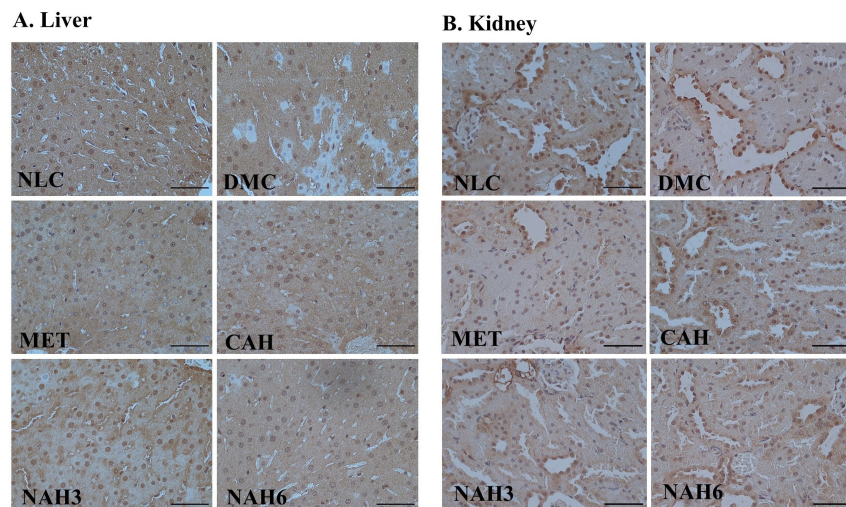 A. Liver
B. Kidney
NLC
DMC
NLC
DMC
MET
CAH
MET
CAH
NAH3
NAH6
NAH3
NAH6